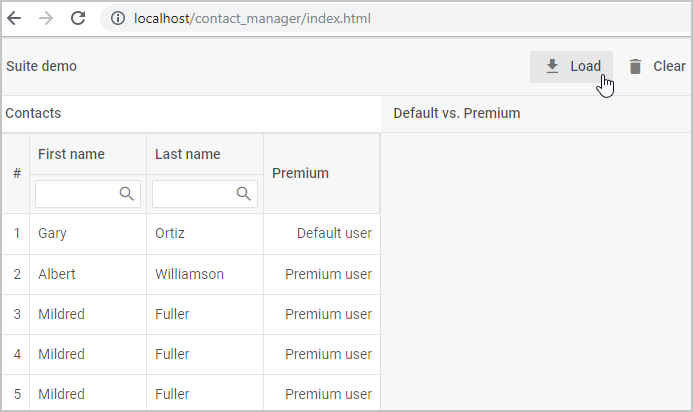 localhost/contact_manager/index.html
Suite demo Load Clear
Contacts Default vs. Premium
# First name Last name Premium
1 Gary Ortiz Default user
2 Albert Williamson Premium user
3 Mildred Fuller Premium user
4 Mildred Fuller Premium user
5 Mildred Fuller Premium user